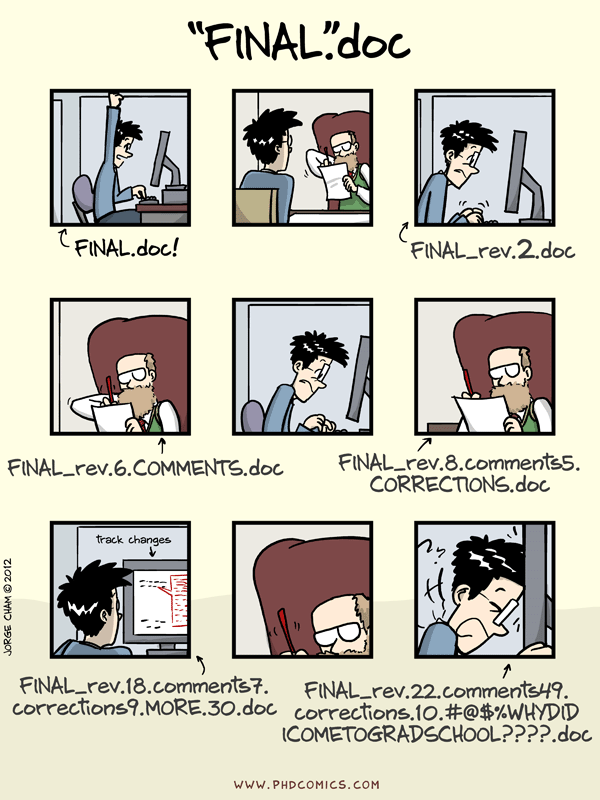 "FINAL".doc
FINAL.doc!
FINAL_rev.2.doc
FINAL_rev.6.COMMENTS.doc
FINAL_rev.8.comments5.
CORRECTIONS.doc
track changes
FINAL_rev.18.comments7.
corrections9.MORE.30.doc
FINAL_rev.22.comments49.
corrections.10.#@$%WHYDID
ICOMETOGRADSCHOOL????.doc
JORGE CHAM © 2012
WWW.PHDCOMICS.COM